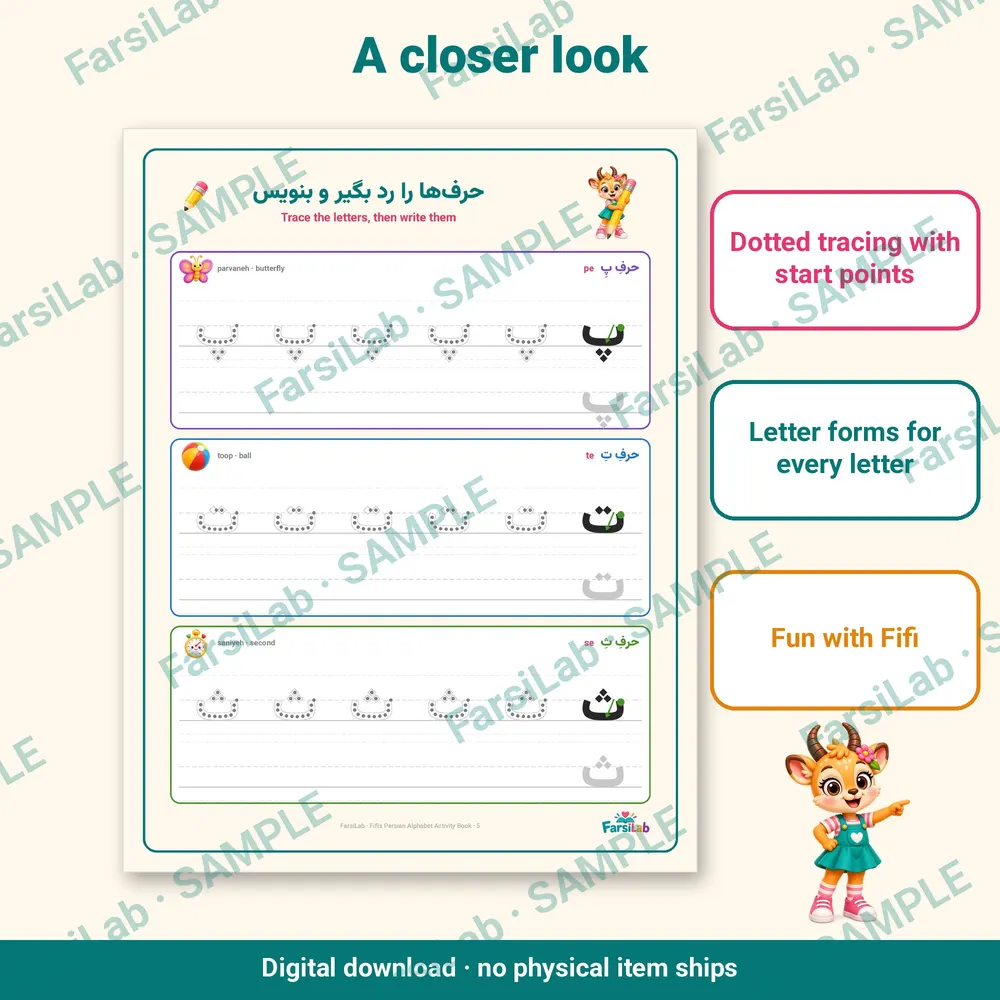 A closer look
حرف‌ها را رد بگیر و بنویس
Trace the letters, then write them
parvaneh · butterfly
pe حرفِ پ
پ پ پ پ پ پ
پ
toop · ball
te حرفِ ت
ت ت ت ت ت ت
ت
saniyeh · second
se حرفِ ث
ث ث ث ث ث ث
ث
FarsiLab · Fifi's Persian Alphabet Activity Book · 5
FarsiLab
Dotted tracing with
start points
Letter forms for
every letter
Fun with Fifi
Digital download · no physical item ships
FarsiLab · SAMPLE